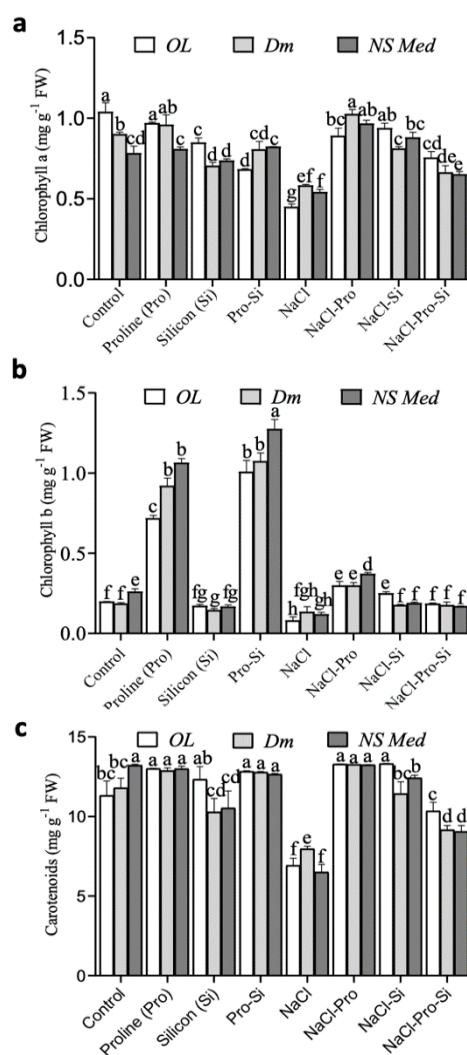 a
1.5
OL Dm NS Med
a b cd ab ab c c d d d cd c g ef f bc a ab ab c bc cd de e
1.0
0.5
0.0
Chlorophyll a (mg g-1 FW)
Control Proline (Pro) Silicon (Si) Pro-Si NaCl NaCl-Pro NaCl-Si NaCl-Pro-Si
b
1.5
OL Dm NS Med
f f e c b b fg g fg b b a h fgh gh e e d e f f f f f
1.0
0.5
0.0
Chlorophyll b (mg g-1 FW)
Control Proline (Pro) Silicon (Si) Pro-Si NaCl NaCl-Pro NaCl-Si NaCl-Pro-Si
c
15
OL Dm NS Med
bc bc a a a a ab cd cd a a a f e f a a a a bc b c d d
10
5
0
Carotenoids (mg g-1 FW)
Control Proline (Pro) Silicon (Si) Pro-Si NaCl NaCl-Pro NaCl-Si NaCl-Pro-Si